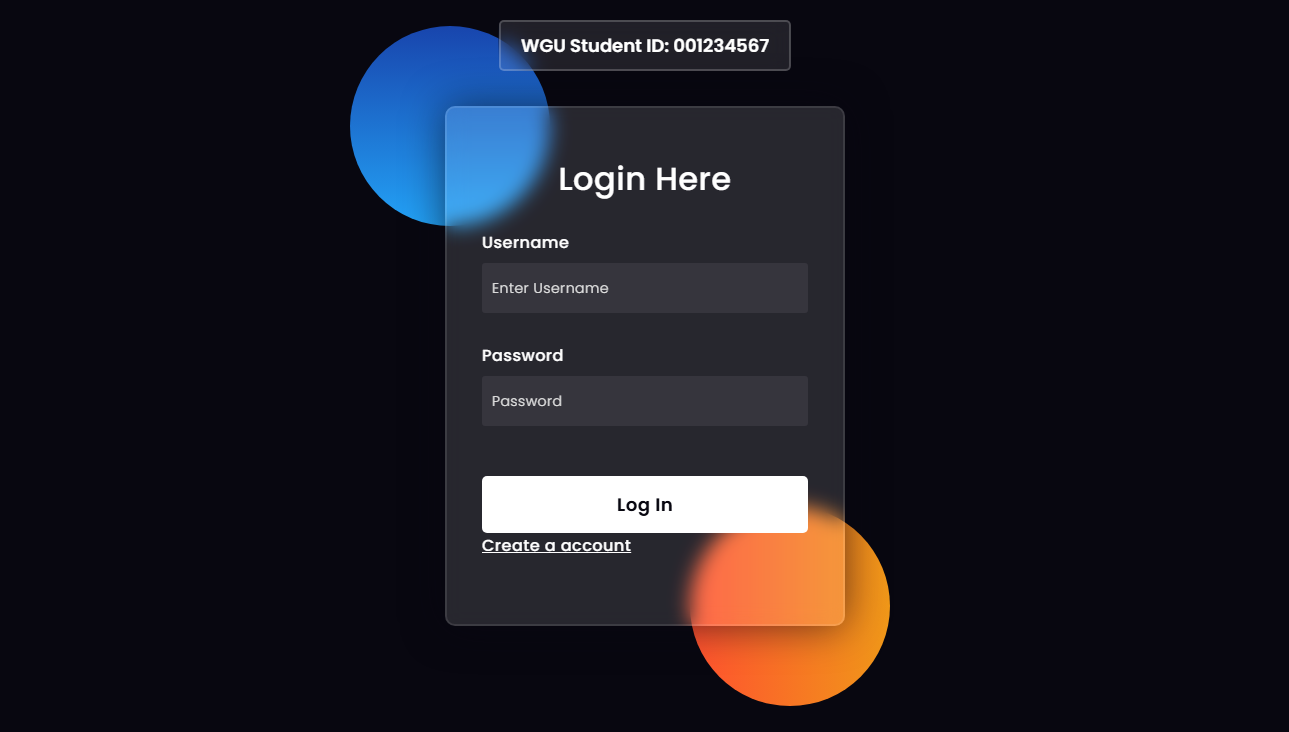 WGU Student ID: 001234567
Login Here
Username
Enter Username
Password
Password
Log In
Create a account